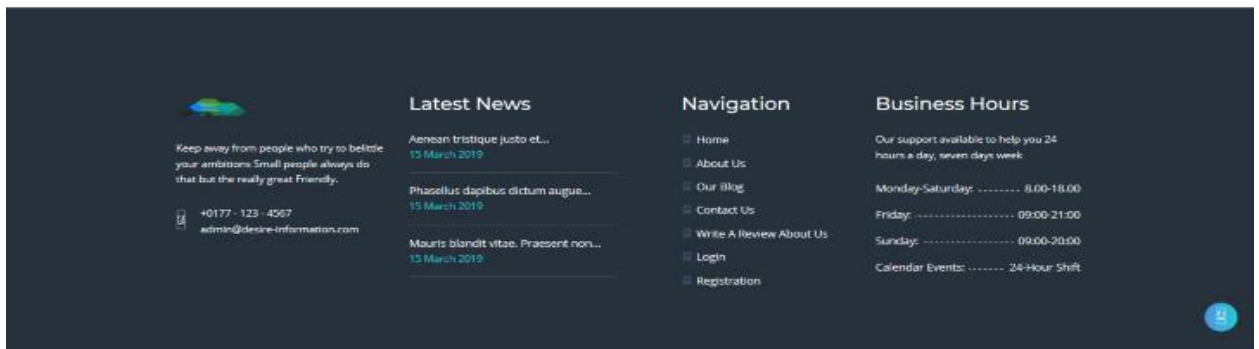 Keep away from people who try to belittle
your ambitions Small people always do
that but the really great Friendly.
+0177 - 123 - 4567
admin@desire-information.com
Latest News
Aenean tristique justo et...
15 March 2019
Phasellus dapibus dictum augue...
15 March 2019
Mauris blandit vitae. Praesent non...
15 March 2019
Navigation
Home
About Us
Our Blog
Contact Us
Write A Review About Us
Login
Registration
Business Hours
Our support available to help you 24
hours a day, seven days week
Monday-Saturday: -------- 8.00-18.00
Friday: ------------------ 09:00-21:00
Sunday: ----------------- 09:00-20:00
Calendar Events: ------- 24-Hour Shift